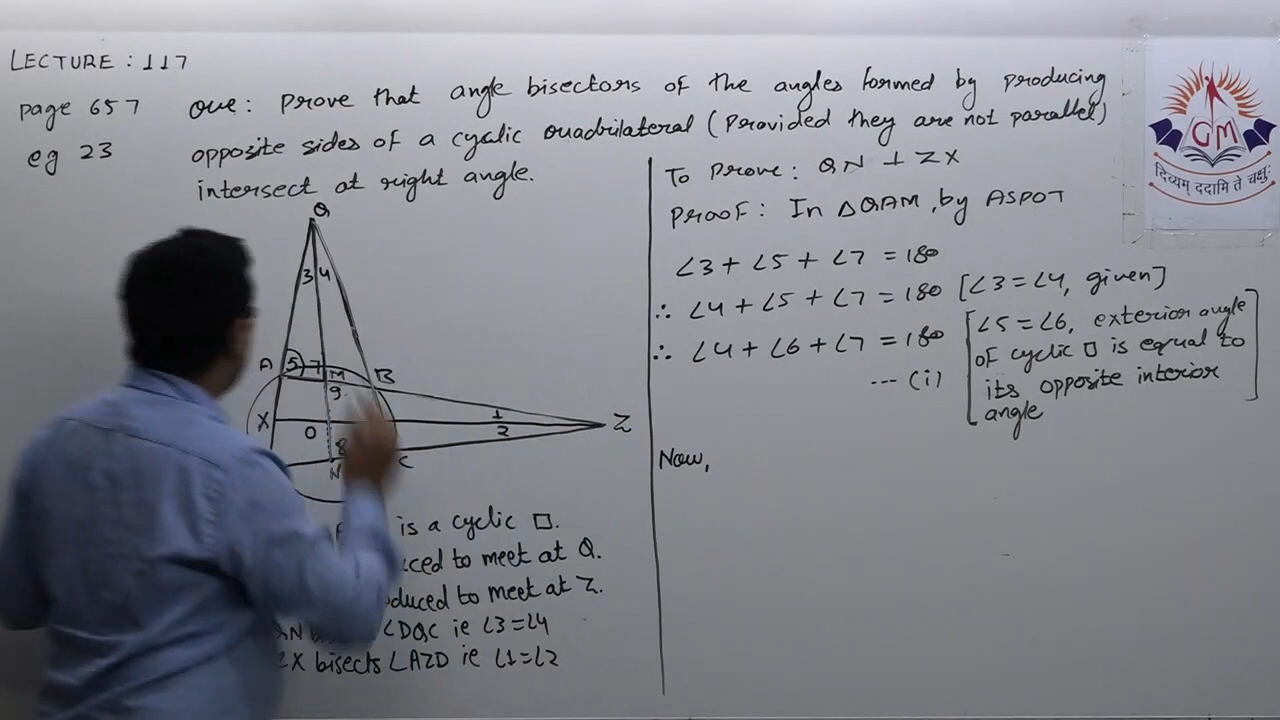 LECTURE : 117
page 657
eg 23
Que : Prove that angle bisectors of the angles formed by producing
opposite sides of a cyclic quadrilateral (Provided they are not parallel)
intersect at right angle.
Q
3 4
A 5 7 M B
9
X O 1 Z
2
8
N C
is a cyclic □.
uced to meet at Q.
oduced to meet at Z.
QN ∠DQC ie ∠3=∠4
ZX bisects ∠AZD ie ∠1=∠2
To Prove : QN ⊥ ZX
Proof : In △QAM, by ASPOT
∠3 + ∠5 + ∠7 = 180
∴ ∠4 + ∠5 + ∠7 = 180 [∠3 = ∠4, given]
∴ ∠4 + ∠6 + ∠7 = 180 [∠5 = ∠6, exterior angle
of cyclic □ is equal to
its opposite interior
angle]
--- (i)
Now,
GM
दिव्यम् ददामि ते चक्षुः